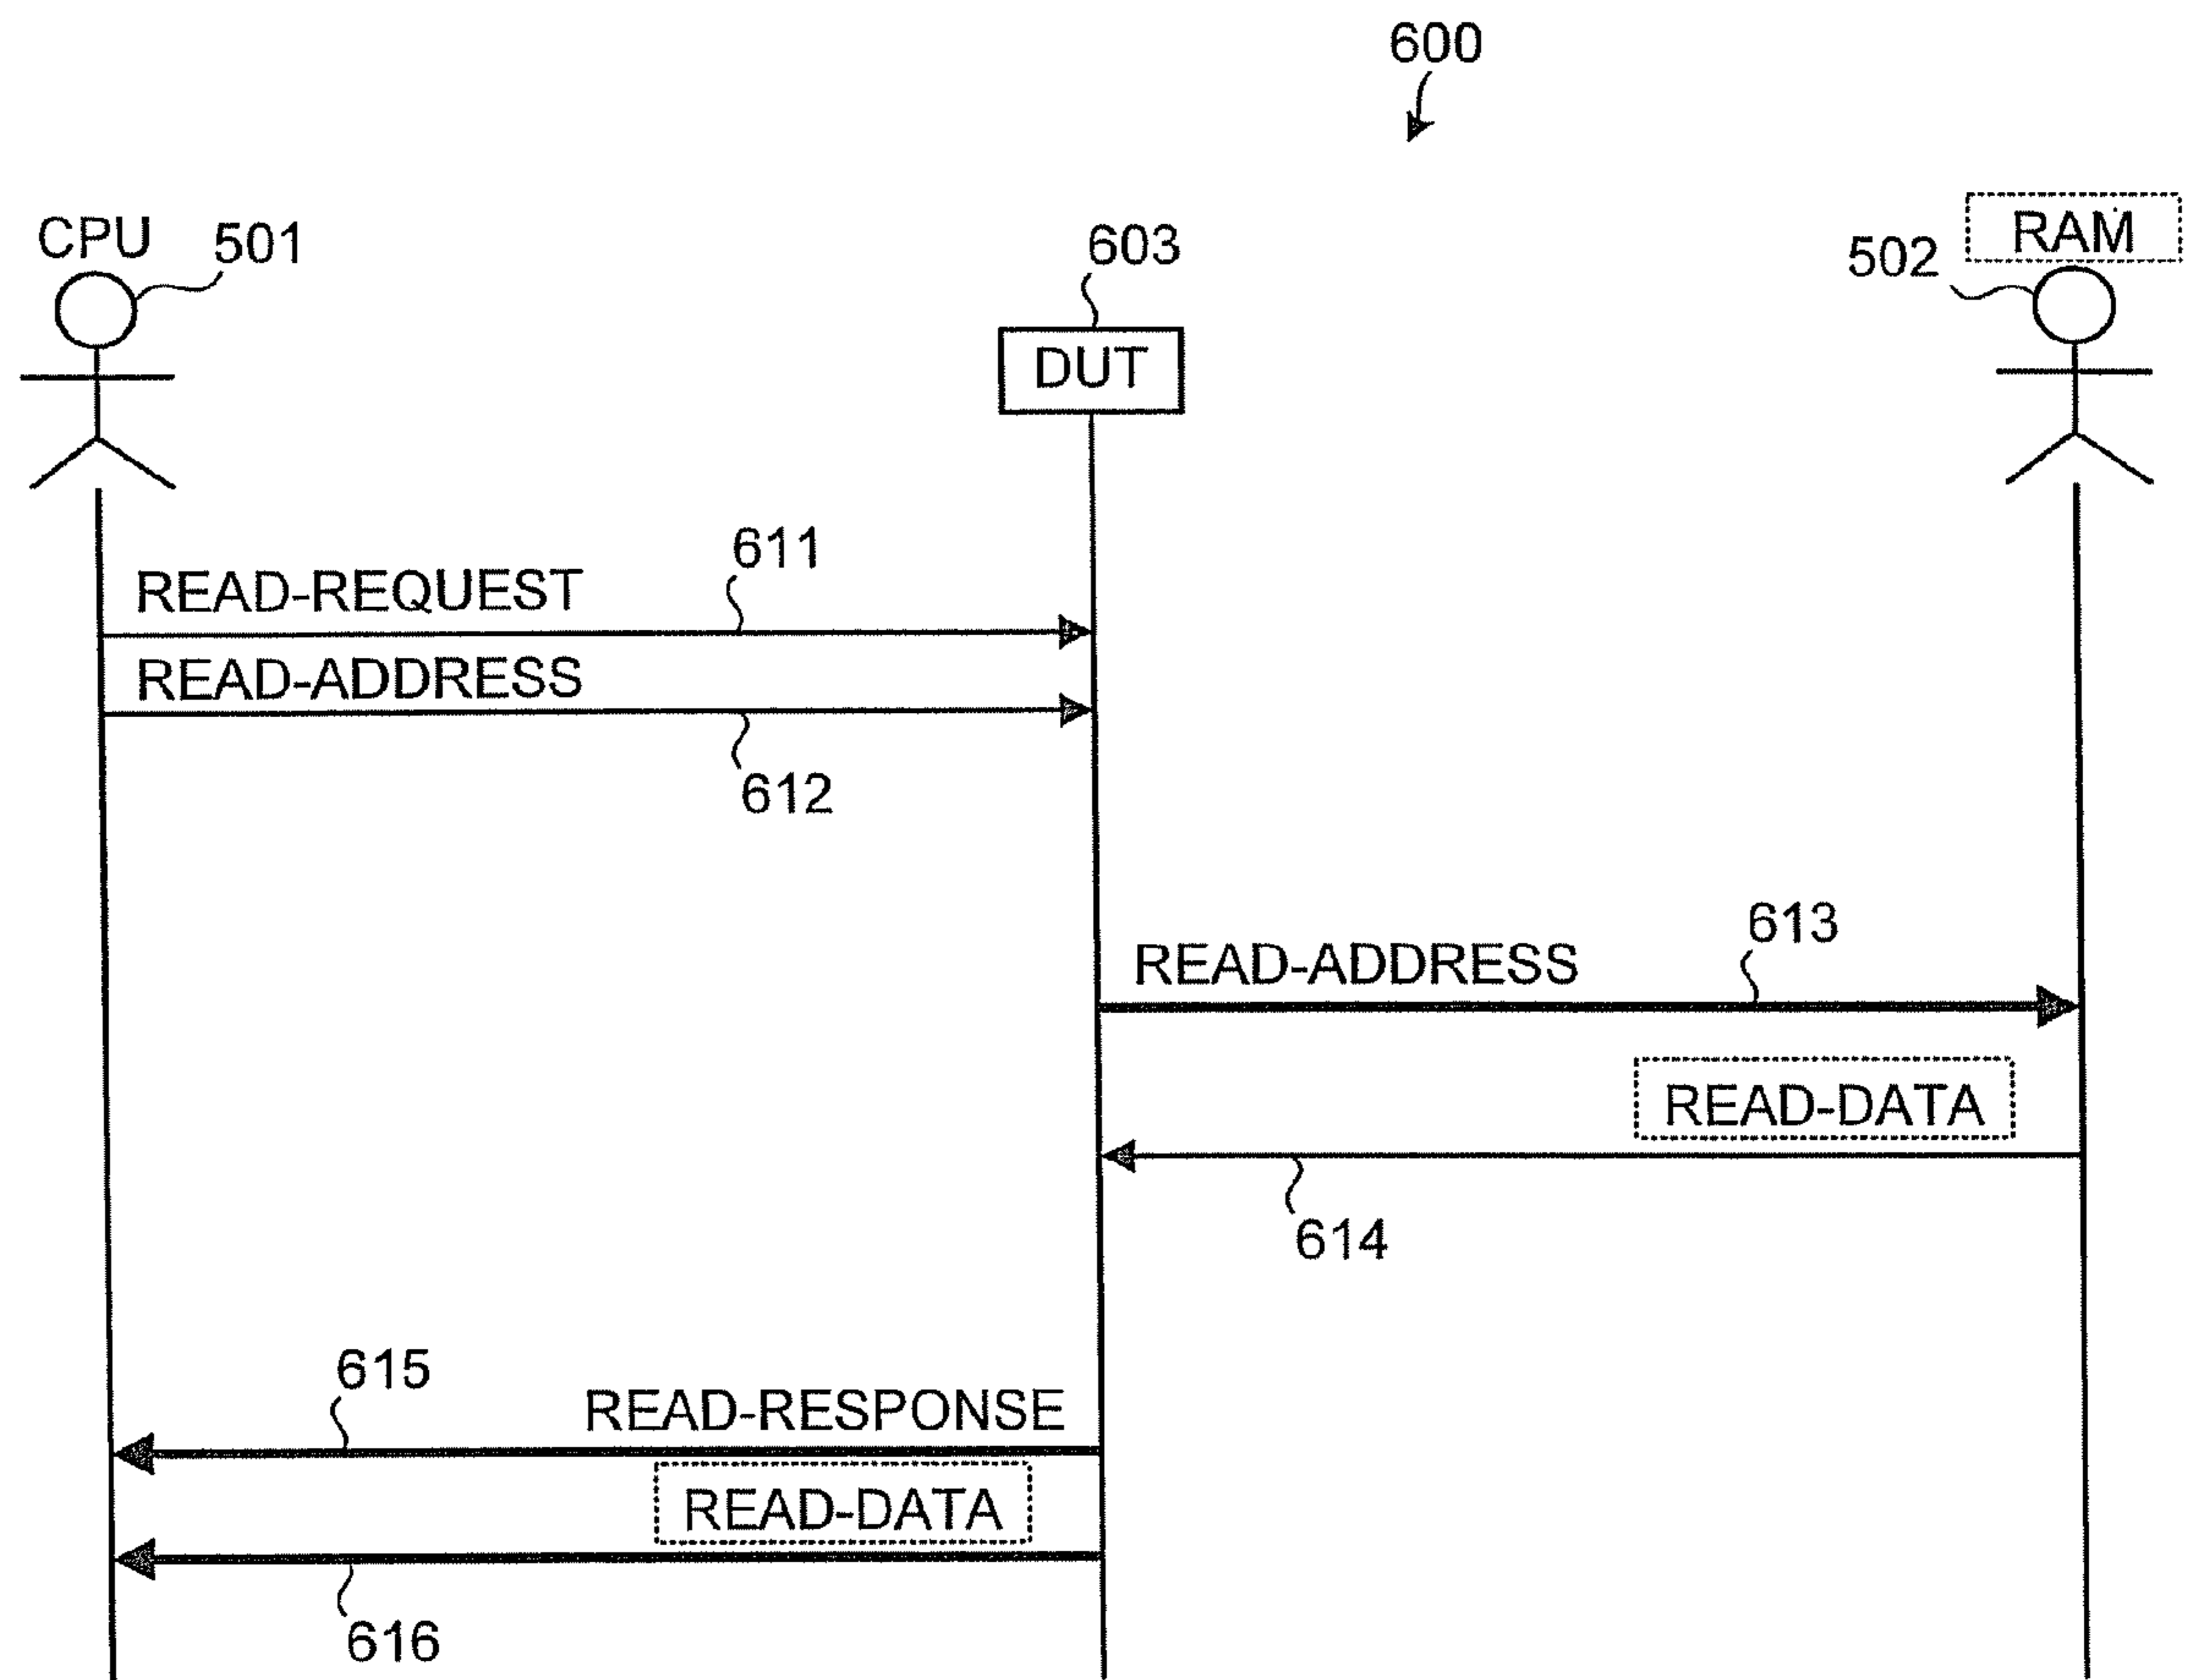 600
CPU
501
603
502
RAM
DUT
611
READ-REQUEST
READ-ADDRESS
612
613
READ-ADDRESS
READ-DATA
614
615
READ-RESPONSE
READ-DATA
616